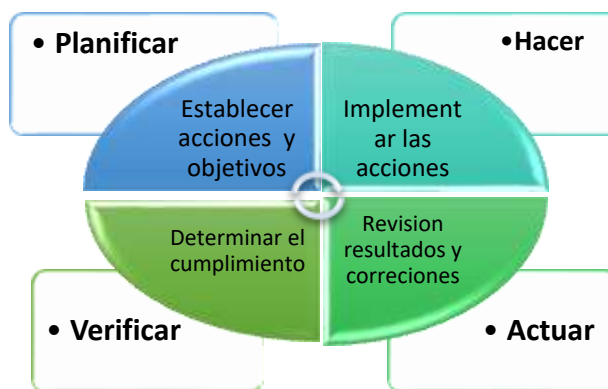 • Planificar
•Hacer
Establecer
acciones y
objetivos
Implement
ar las
acciones
Determinar el
cumplimiento
Revision
resultados y
correciones
• Verificar
• Actuar